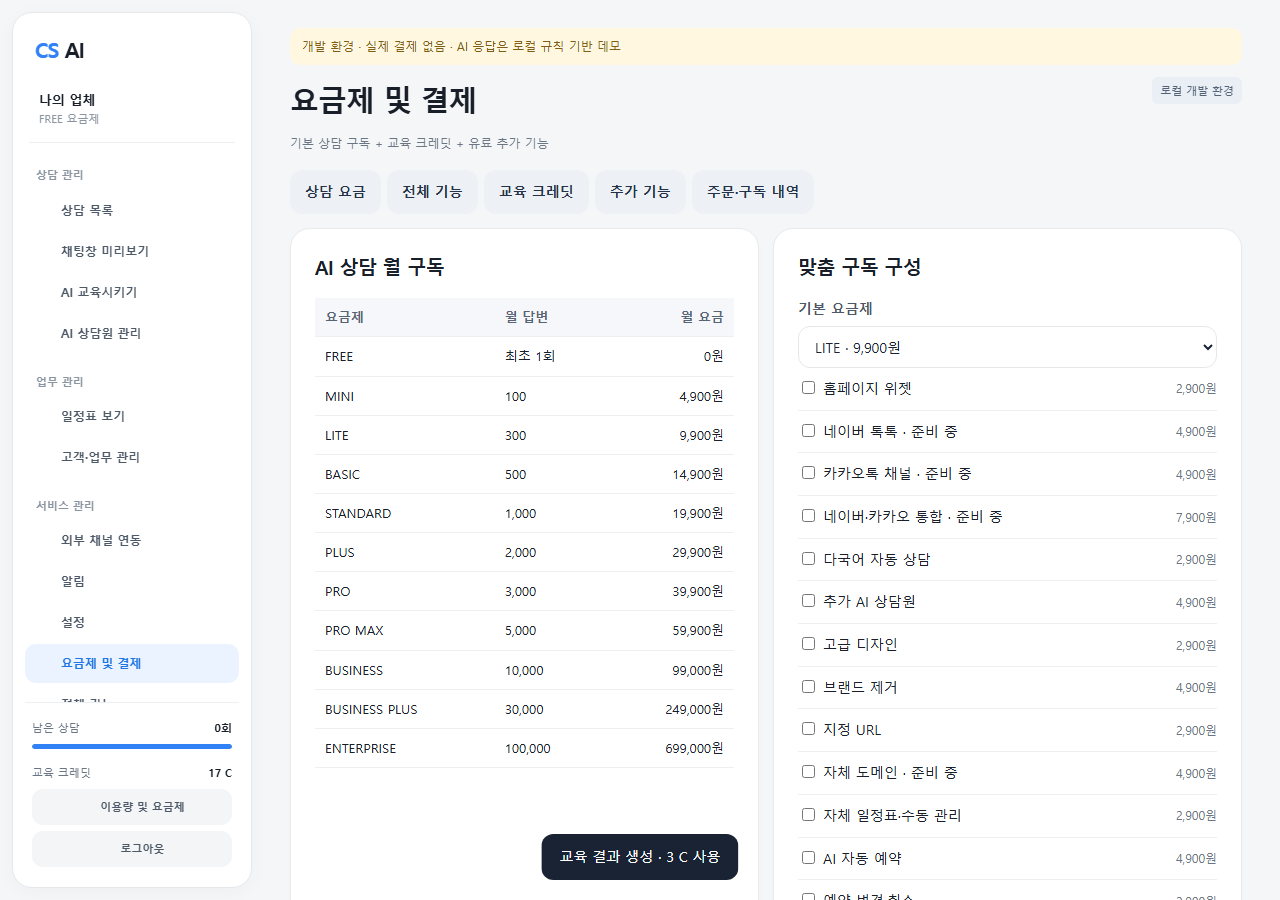 CS AI
나의 업체
FREE 요금제
상담 관리
상담 목록
채팅창 미리보기
AI 교육시키기
AI 상담원 관리
업무 관리
일정표 보기
고객·업무 관리
서비스 관리
외부 채널 연동
알림
설정
요금제 및 결제
남은 상담 0회
교육 크레딧 17 C
이용량 및 요금제
로그아웃
개발 환경 · 실제 결제 없음 · AI 응답은 로컬 규칙 기반 데모
요금제 및 결제
로컬 개발 환경
기본 상담 구독 + 교육 크레딧 + 유료 추가 기능
상담 요금 전체 기능 교육 크레딧 추가 기능 주문·구독 내역
AI 상담 월 구독
요금제 월 답변 월 요금
FREE 최초 1회 0원
MINI 100 4,900원
LITE 300 9,900원
BASIC 500 14,900원
STANDARD 1,000 19,900원
PLUS 2,000 29,900원
PRO 3,000 39,900원
PRO MAX 5,000 59,900원
BUSINESS 10,000 99,000원
BUSINESS PLUS 30,000 249,000원
ENTERPRISE 100,000 699,000원
교육 결과 생성 · 3 C 사용
맞춤 구독 구성
기본 요금제
LITE · 9,900원
홈페이지 위젯 2,900원
네이버 톡톡 · 준비 중 4,900원
카카오톡 채널 · 준비 중 4,900원
네이버·카카오 통합 · 준비 중 7,900원
다국어 자동 상담 2,900원
추가 AI 상담원 4,900원
고급 디자인 2,900원
브랜드 제거 4,900원
지정 URL 2,900원
자체 도메인 · 준비 중 4,900원
자체 일정표·수동 관리 2,900원
AI 자동 예약 4,900원